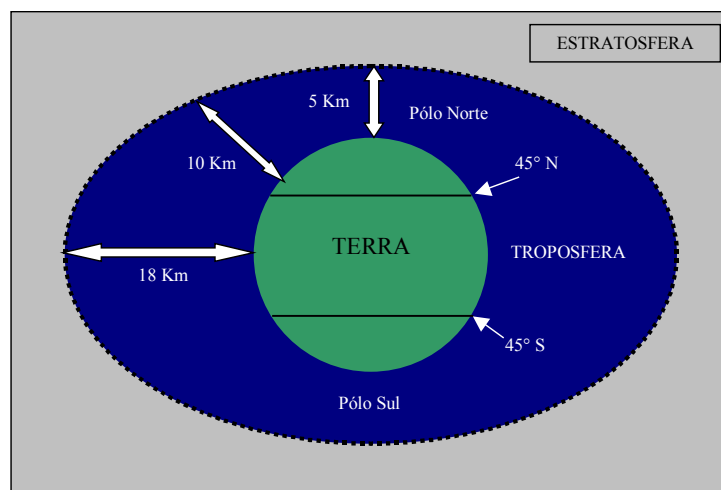 ESTRATOSFERA
5 Km
Pólo Norte
10 Km
45° N
TERRA
TROPOSFERA
18 Km
45° S
Pólo Sul